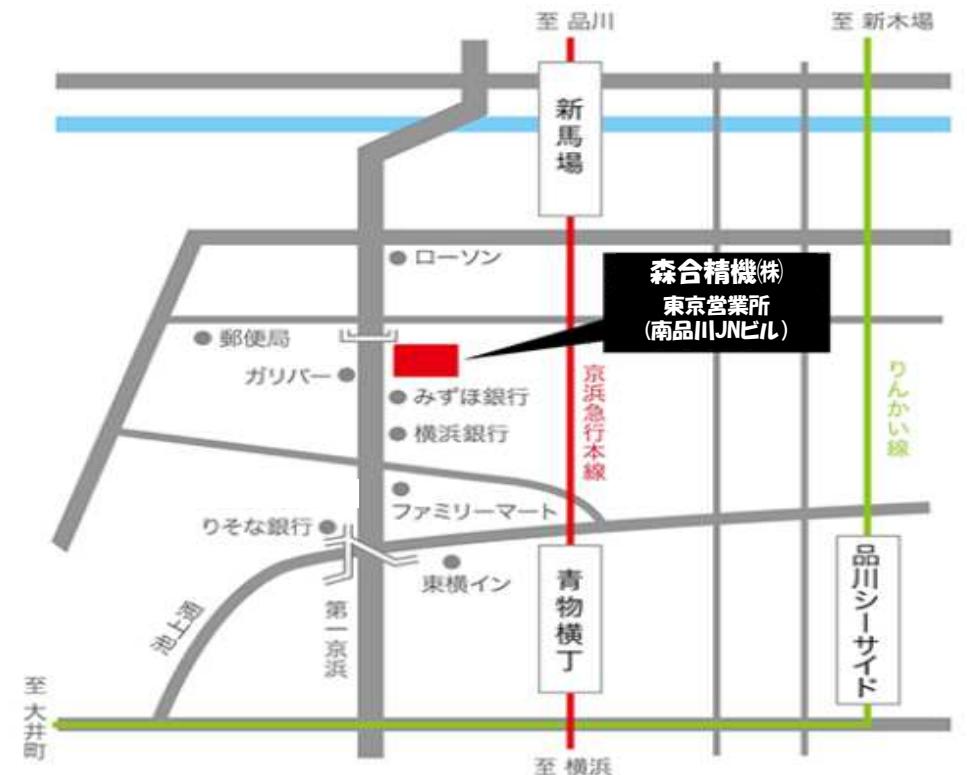 至 品川
至 新木場
新馬場
ローソン
森合精機㈱
東京営業所
(南品川JNビル)
郵便局
ガリバー
みずほ銀行
京浜急行本線
りんかい線
横浜銀行
ファミリーマート
りそな銀行
東横イン
青物横丁
品川シーサイド
池上通
第一京浜
至 大井町
至 横浜